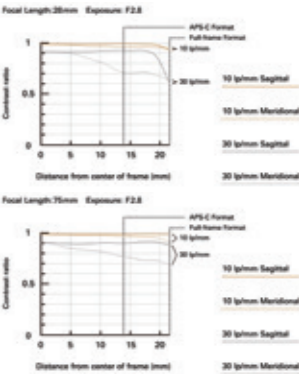 Focal Length:28mm   Exposure: F2.8
APS-C Format
Full-frame Format
1
10 lp/mm
30 lp/mm
0.5
0
Contrast ratio
0 5 10 15 20
Distance from center of frame (mm)
10 lp/mm Sagittal
10 lp/mm Meridional
30 lp/mm Sagittal
30 lp/mm Meridional
Focal Length:75mm   Exposure: F2.8
APS-C Format
Full-frame Format
1
10 lp/mm
30 lp/mm
0.5
0
Contrast ratio
0 5 10 15 20
Distance from center of frame (mm)
10 lp/mm Sagittal
10 lp/mm Meridional
30 lp/mm Sagittal
30 lp/mm Meridional